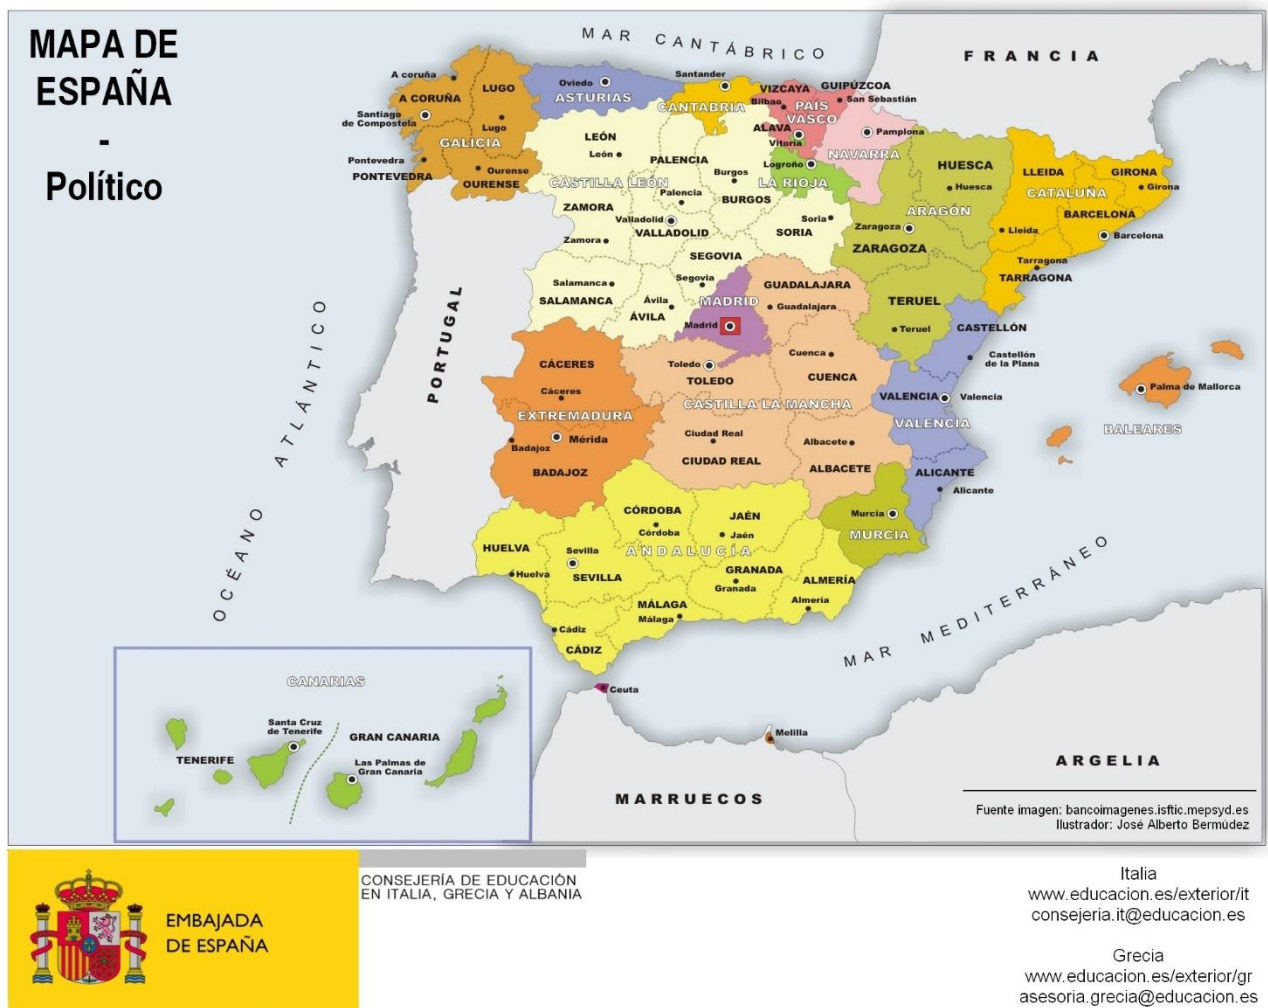 MAPA DE
ESPAÑA
-
Político
MAR CANTÁBRICO
FRANCIA
OCÉANO ATLÁNTICO
PORTUGAL
MAR MEDITERRÁNEO
MARRUECOS
ARGELIA
A coruña
A CORUÑA
LUGO
Santiago
de Compostela
Lugo
GALICIA
Pontevedra
PONTEVEDRA
Ourense
OURENSE
Oviedo
ASTURIAS
Santander
CANTABRIA
VIZCAYA
GUIPÚZCOA
Bilbao
PAÍS
VASCO
San Sebastián
ALAVA
Vitoria
Pamplona
NAVARRA
Logroño
LA RIOJA
LEÓN
León
PALENCIA
Palencia
CASTILLA LEÓN
Burgos
BURGOS
ZAMORA
Zamora
Valladolid
VALLADOLID
Soria
SORIA
SEGOVIA
Segovia
Salamanca
SALAMANCA
Ávila
ÁVILA
HUESCA
Huesca
ARAGÓN
Zaragoza
ZARAGOZA
TERUEL
Teruel
LLEIDA
Lleida
GIRONA
Girona
CATALUÑA
BARCELONA
Barcelona
Tarragona
TARRAGONA
MADRID
Madrid
GUADALAJARA
Guadalajara
Cuenca
CUENCA
Toledo
TOLEDO
CASTILLA LA MANCHA
Ciudad Real
CIUDAD REAL
Albacete
ALBACETE
CÁCERES
Cáceres
EXTREMADURA
Mérida
Badajoz
BADAJOZ
CASTELLÓN
Castellón
de la Plana
VALENCIA
Valencia
VALENCIA
ALICANTE
Alicante
Palma de Mallorca
BALEARES
Murcia
MURCIA
CÓRDOBA
Córdoba
JAÉN
Jaén
ANDALUCÍA
HUELVA
Huelva
Sevilla
SEVILLA
GRANADA
Granada
ALMERÍA
Almería
MÁLAGA
Málaga
Cádiz
CÁDIZ
Ceuta
Melilla
CANARIAS
Santa Cruz
de Tenerife
TENERIFE
GRAN CANARIA
Las Palmas de
Gran Canaria
Fuente imagen: bancoimagenes.isftic.mepsyd.es
Ilustrador: José Alberto Bermúdez
EMBAJADA
DE ESPAÑA
CONSEJERÍA DE EDUCACIÓN
EN ITALIA, GRECIA Y ALBANIA
Italia
www.educacion.es/exterior/it
consejeria.it@educacion.es
Grecia
www.educacion.es/exterior/gr
asesoria.grecia@educacion.es